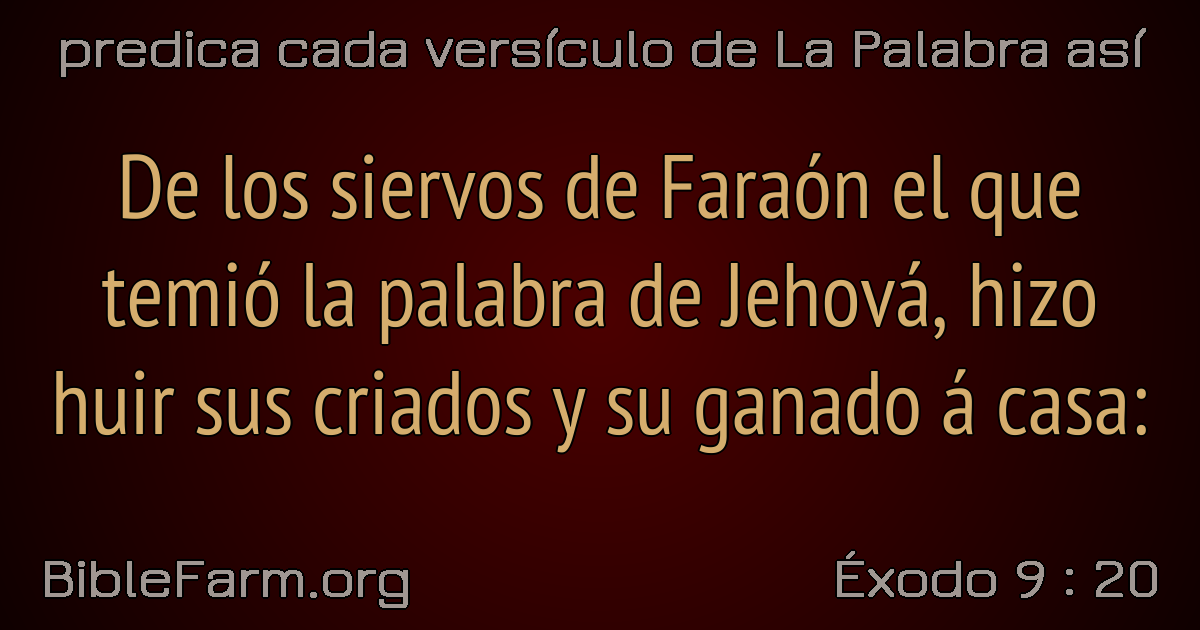 predica cada versículo de La Palabra así
De los siervos de Faraón el que
temió la palabra de Jehová, hizo
huir sus criados y su ganado á casa:
BibleFarm.org
Éxodo 9 : 20